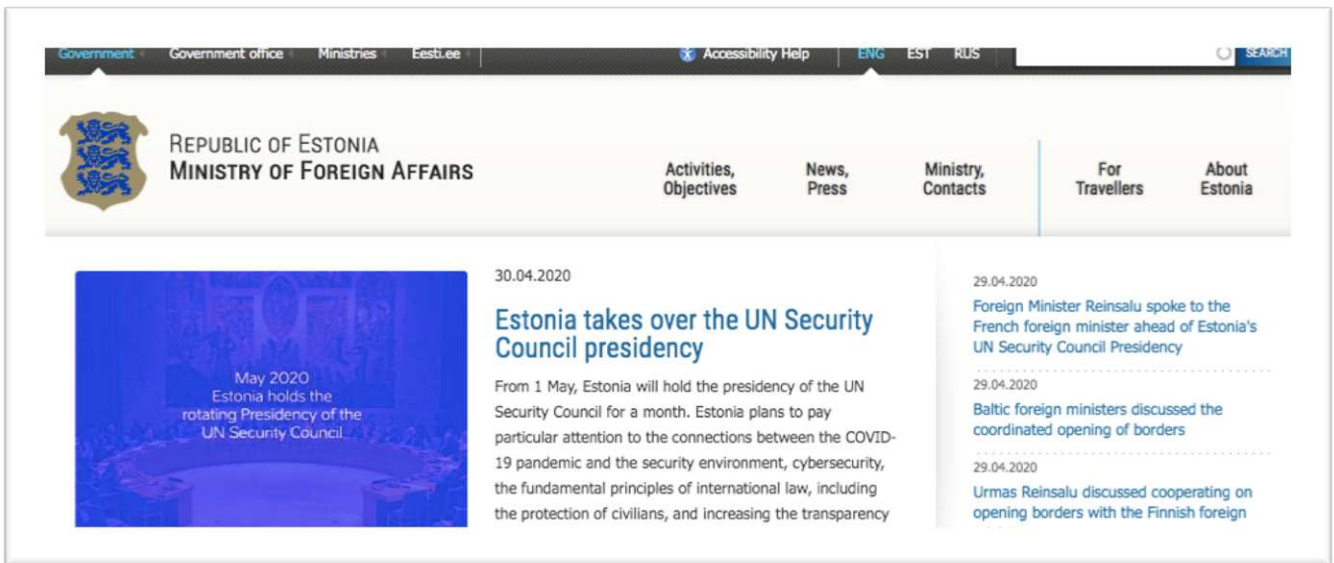 Government
Government office
Ministries
Eesti.ee
Accessibility Help
ENG
EST
RUS
SEARCH
REPUBLIC OF ESTONIA
MINISTRY OF FOREIGN AFFAIRS
Activities,
Objectives
News,
Press
Ministry,
Contacts
For
Travellers
About
Estonia
May 2020
Estonia holds the
rotating Presidency of the
UN Security Council
30.04.2020
Estonia takes over the UN Security
Council presidency
From 1 May, Estonia will hold the presidency of the UN
Security Council for a month. Estonia plans to pay
particular attention to the connections between the COVID-
19 pandemic and the security environment, cybersecurity,
the fundamental principles of international law, including
the protection of civilians, and increasing the transparency
29.04.2020
Foreign Minister Reinsalu spoke to the
French foreign minister ahead of Estonia's
UN Security Council Presidency
29.04.2020
Baltic foreign ministers discussed the
coordinated opening of borders
29.04.2020
Urmas Reinsalu discussed cooperating on
opening borders with the Finnish foreign